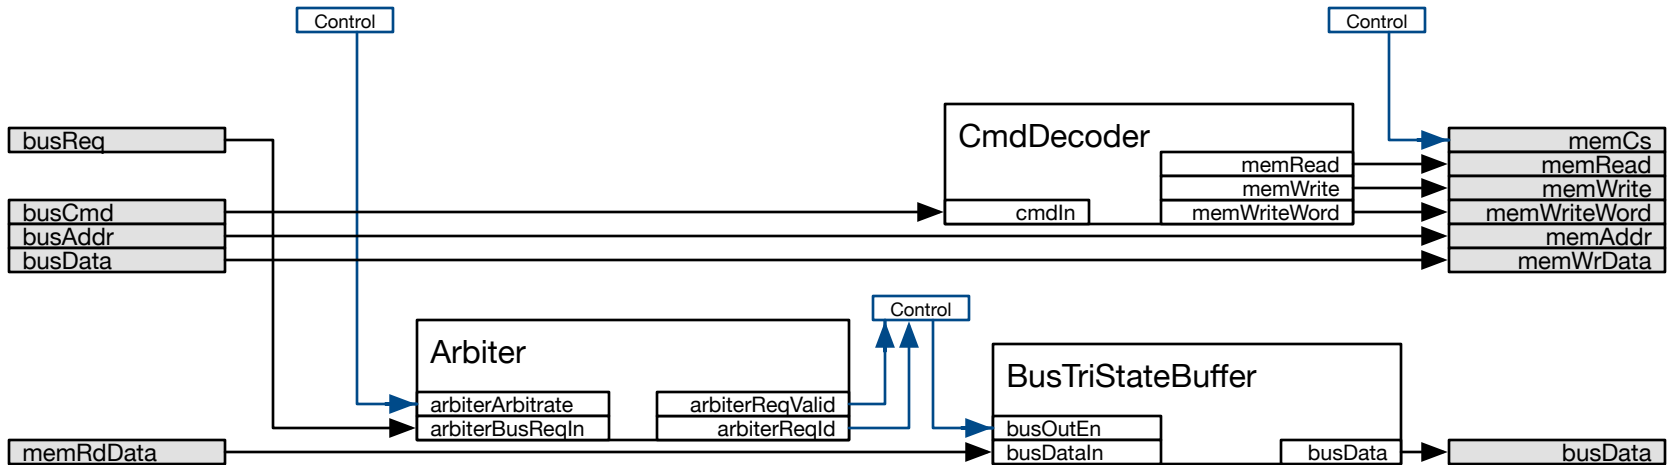 Control
Control
CmdDecoder
busReq
memCs
memRead
memRead
memWrite
memWrite
busCmd
cmdIn
memWriteWord
memWriteWord
busAddr
memAddr
busData
memWrData
Control
Arbiter
BusTriStateBuffer
arbiterArbitrate
arbiterReqValid
arbiterBusReqIn
arbiterReqId
busOutEn
memRdData
busDataIn
busData
busData